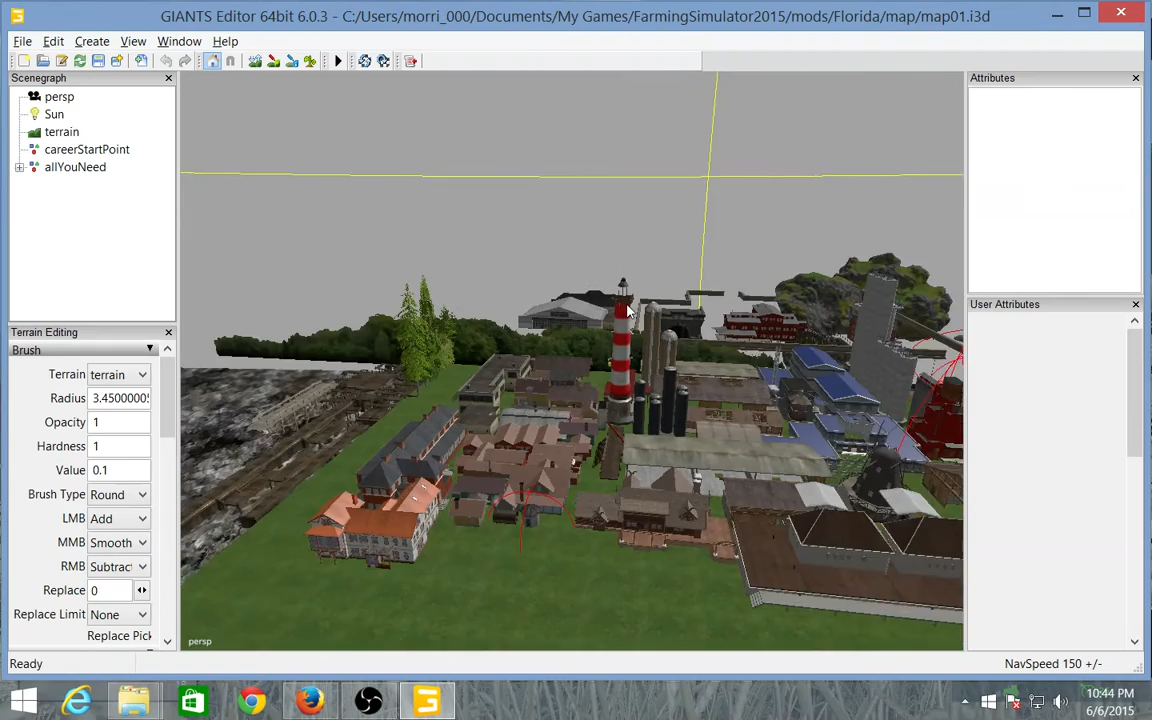 GIANTS Editor 64bit 6.0.3 - C:/Users/morri_000/Documents/My Games/FarmingSimulator2015/mods/Florida/map/map01.i3d
File Edit Create View Window Help
Scenegraph
persp
Sun
terrain
careerStartPoint
allYouNeed
Attributes
User Attributes
Terrain Editing
Brush
Terrain terrain
Radius 3.4500000
Opacity 1
Hardness 1
Value 0.1
Brush Type Round
LMB Add
MMB Smooth
RMB Subtrac
Replace 0
Replace Limit None
Replace Pick
persp
Ready
NavSpeed 150 +/-
10:44 PM
6/6/2015